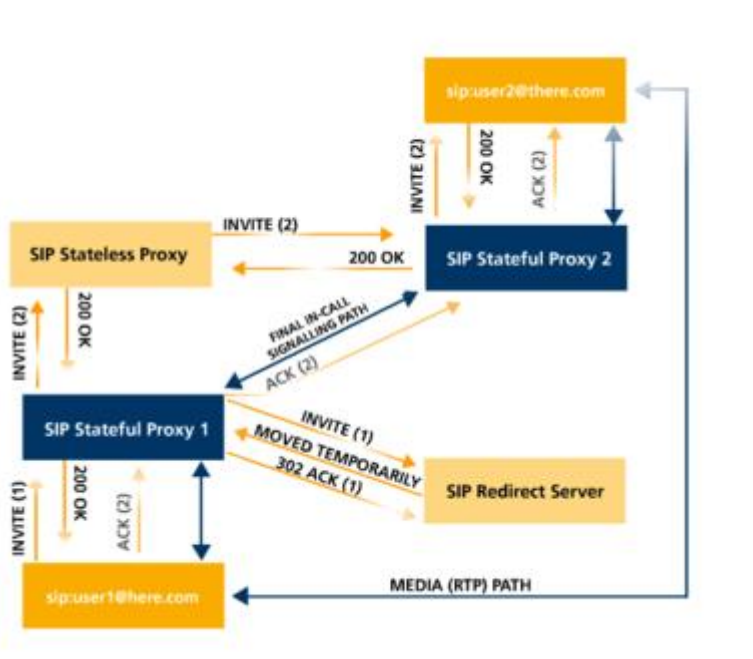 sip:user2@there.com
INVITE (2)
200 OK
ACK (2)
INVITE (2)
SIP Stateless Proxy
200 OK
SIP Stateful Proxy 2
INVITE (2)
200 OK
FINAL IN-CALL
SIGNALLING PATH
ACK (2)
SIP Stateful Proxy 1
INVITE (1)
MOVED TEMPORARILY
302 ACK (1)
SIP Redirect Server
INVITE (1)
200 OK
ACK (2)
sip:user1@here.com
MEDIA (RTP) PATH